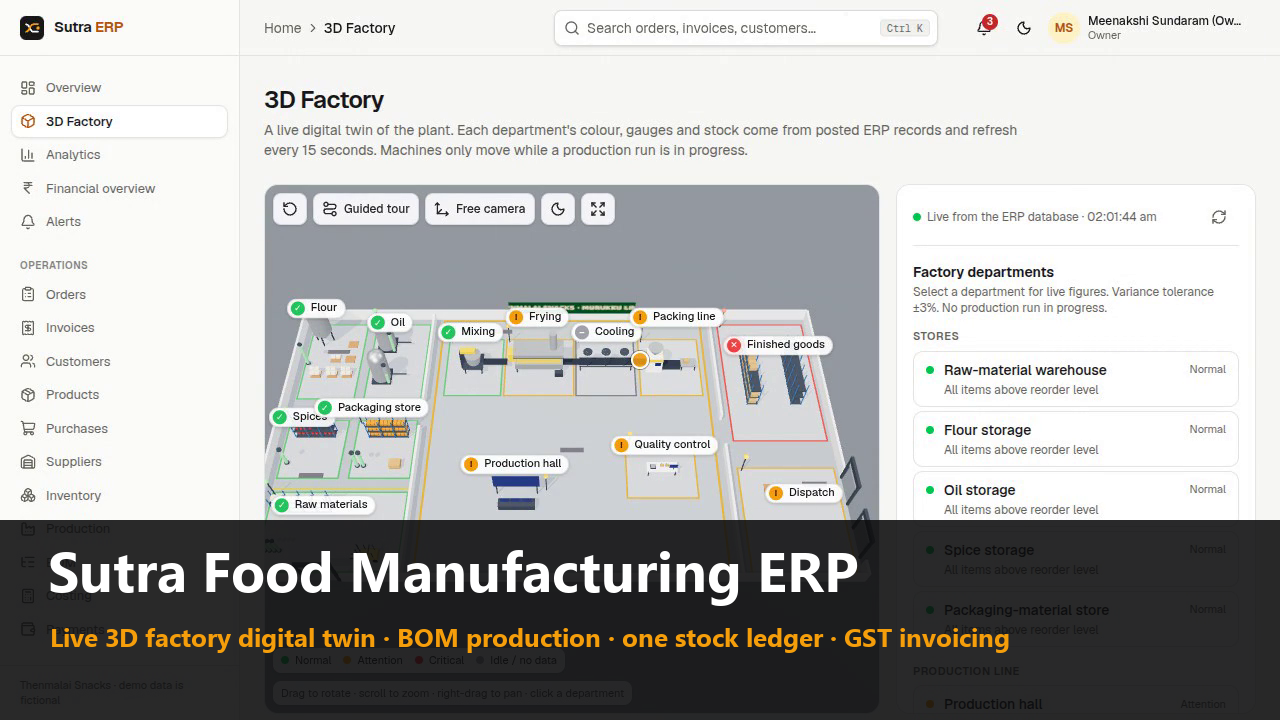 Sutra ERP
Home > 3D Factory
Search orders, invoices, customers...
Ctrl K
3
MS
Meenakshi Sundaram (Ow...
Owner
Overview
3D Factory
Analytics
Financial overview
Alerts
OPERATIONS
Orders
Invoices
Customers
Products
Purchases
Suppliers
Inventory
Production
Costing
Payments
Thenmalai Snacks · demo data is
fictional
3D Factory
A live digital twin of the plant. Each department's colour, gauges and stock come from posted ERP records and refresh
every 15 seconds. Machines only move while a production run is in progress.
Guided tour
Free camera
Flour
Oil
Mixing
Frying
Cooling
Packing line
Finished goods
Spices
Packaging store
Production hall
Quality control
Raw materials
Dispatch
Normal
Attention
Critical
Idle / no data
Drag to rotate · scroll to zoom · right-drag to pan · click a department
Live from the ERP database · 02:01:44 am
Factory departments
Select a department for live figures. Variance tolerance
±3%. No production run in progress.
STORES
Raw-material warehouse
Normal
All items above reorder level
Flour storage
Normal
All items above reorder level
Oil storage
Normal
All items above reorder level
Spice storage
Normal
All items above reorder level
Packaging-material store
Normal
All items above reorder level
PRODUCTION LINE
Production hall
Attention
Sutra Food Manufacturing ERP
Live 3D factory digital twin · BOM production · one stock ledger · GST invoicing